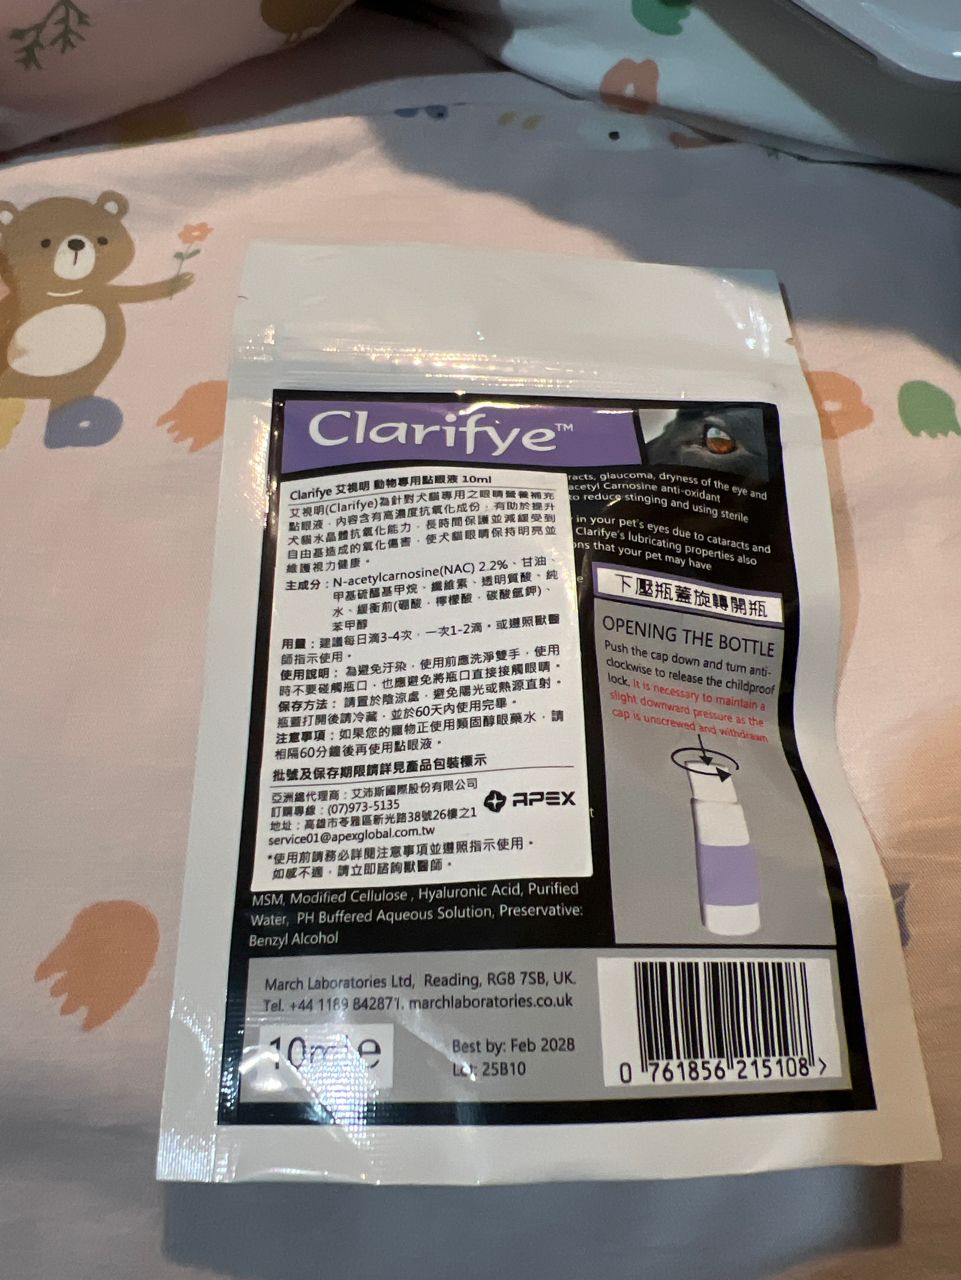 Clarifye™
Clarifye 艾視明 動物專用點眼液 10ml
艾視明(Clarifye)為針對犬貓專用之眼睛營養補充
點眼液，內容含有高濃度抗氧化成份，有助於提升
犬貓水晶體抗氧化能力，長時間保護並減緩受到
自由基造成的氧化傷害，使犬貓眼睛保持明亮並
維護視力健康。
主成分：N-acetylcarnosine(NAC) 2.2%、甘油、
甲基硫醯基甲烷、纖維素、透明質酸、純
水、緩衝前(硼酸，檸檬酸，碳酸氫鉀)、
苯甲醇
用量：建議每日滴3-4次，一次1-2滴。或遵照獸醫
師指示使用。
使用說明：為避免汙染，使用前應洗淨雙手，使用
時不要碰觸瓶口，也應避免將瓶口直接接觸眼睛。
保存方法：請置於陰涼處，避免陽光或熱源直射。
瓶蓋打開後請冷藏，並於60天內使用完畢。
注意事項：如果您的寵物正使用類固醇眼藥水，請
相隔60分鐘後再使用點眼液。
批號及保存期限請詳見產品包裝標示
亞洲總代理商：艾沛斯國際股份有限公司
訂購專線：(07)973-5135
地址：高雄市苓雅區新光路38號26樓之1
service01@apexglobal.com.tw
APEX
*使用前請務必詳閱注意事項並遵照指示使用。
如感不適，請立即諮詢獸醫師。
racts, glaucoma, dryness of the eye and
acetyl Carnosine anti-oxidant
to reduce stinging and using sterile
in your pet's eyes due to cataracts and
Clarifye's lubricating properties also
ons that your pet may have
下壓瓶蓋旋轉開瓶
OPENING THE BOTTLE
Push the cap down and turn anti-
clockwise to release the childproof
lock. It is necessary to maintain a
slight downward pressure as the
cap is unscrewed and withdrawn
MSM, Modified Cellulose , Hyaluronic Acid, Purified
Water, PH Buffered Aqueous Solution, Preservative:
Benzyl Alcohol
March Laboratories Ltd, Reading, RG8 7SB, UK.
Tel. +44 1189 842871. marchlaboratories.co.uk
10ml e
Best by: Feb 2028
Lot: 25B10
0 761856 215108 >